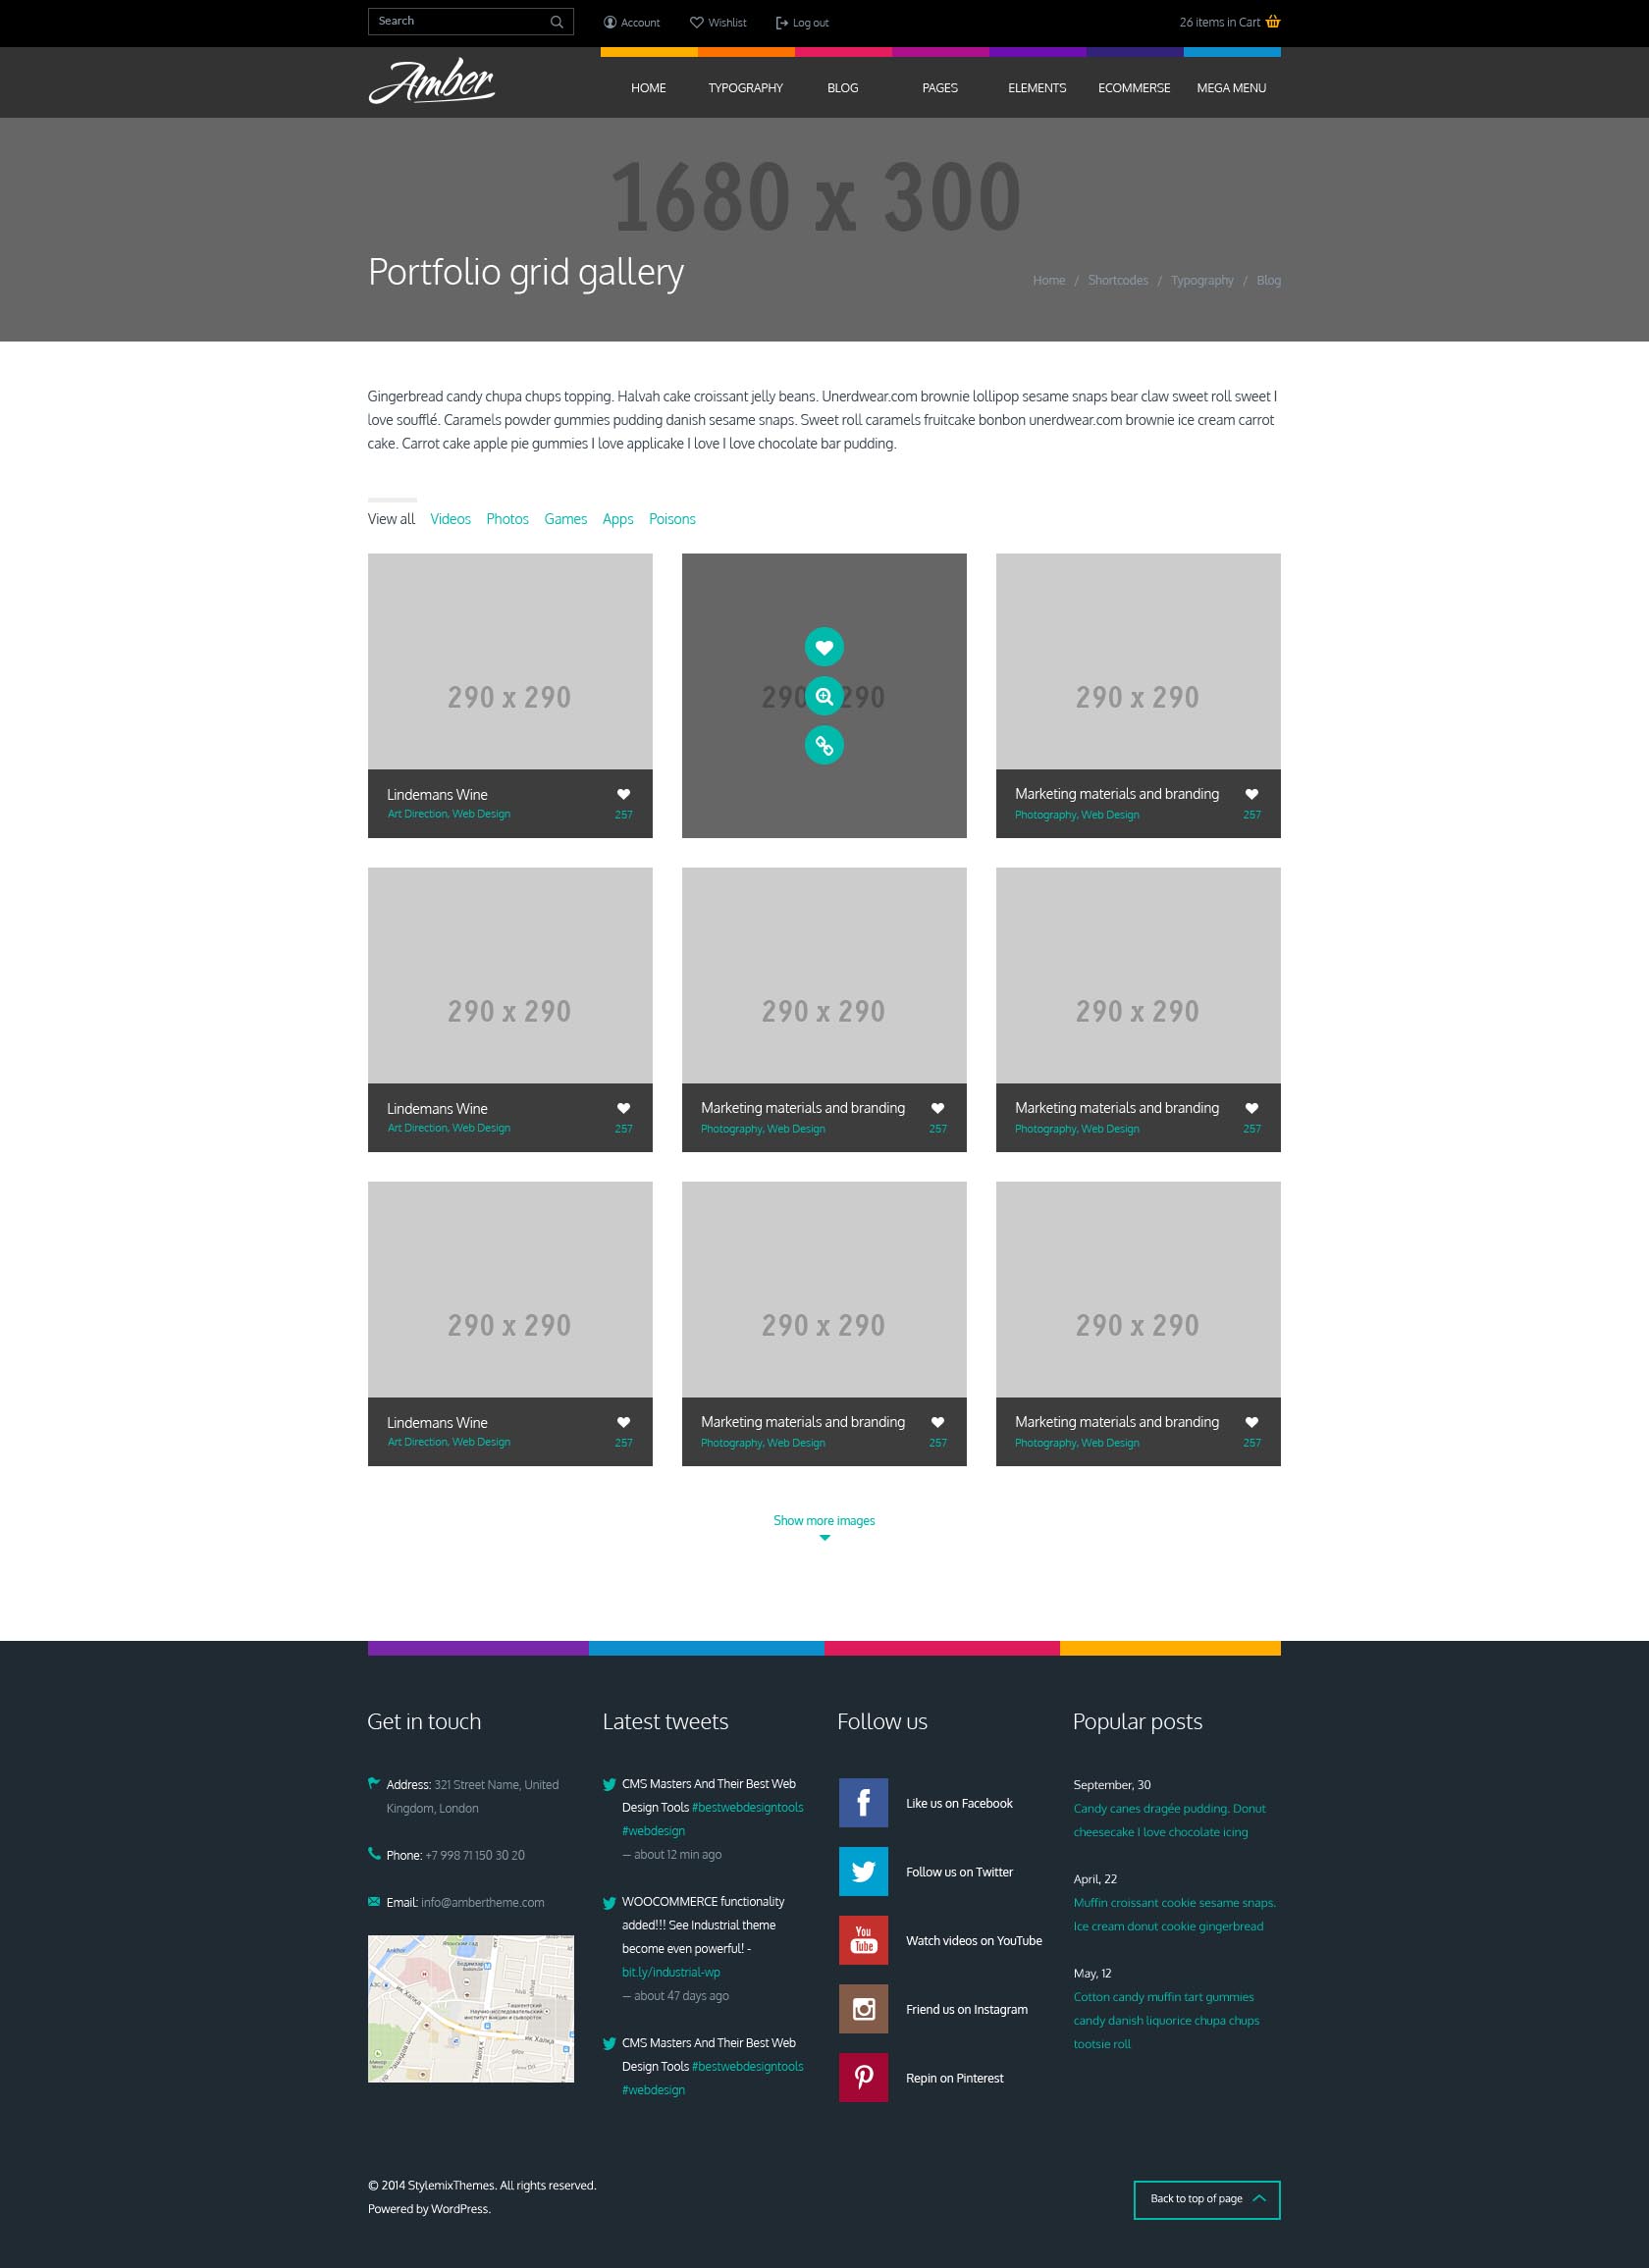 Search
Account
Wishlist
Log out
26 items in Cart
Amber
HOME
TYPOGRAPHY
BLOG
PAGES
ELEMENTS
ECOMMERSE
MEGA MENU
1680 x 300
Portfolio grid gallery
Home / Shortcodes / Typography / Blog
Gingerbread candy chupa chups topping. Halvah cake croissant jelly beans. Unerdwear.com brownie lollipop sesame snaps bear claw sweet roll sweet I
love soufflé. Caramels powder gummies pudding danish sesame snaps. Sweet roll caramels fruitcake bonbon unerdwear.com brownie ice cream carrot
cake. Carrot cake apple pie gummies I love applicake I love I love chocolate bar pudding.
View all
Videos
Photos
Games
Apps
Poisons
290 x 290
Lindemans Wine
Art Direction, Web Design
257
290 290
290 x 290
Marketing materials and branding
Photography, Web Design
257
290 x 290
Lindemans Wine
Art Direction, Web Design
257
290 x 290
Marketing materials and branding
Photography, Web Design
257
290 x 290
Marketing materials and branding
Photography, Web Design
257
290 x 290
Lindemans Wine
Art Direction, Web Design
257
290 x 290
Marketing materials and branding
Photography, Web Design
257
290 x 290
Marketing materials and branding
Photography, Web Design
257
Show more images
Get in touch
Address: 321 Street Name, United
Kingdom, London
Phone: +7 998 71 150 30 20
Email: info@ambertheme.com
Ташкентский
научно-исследовательский
институт вакцин и сывороток
Latest tweets
CMS Masters And Their Best Web
Design Tools #bestwebdesigntools
#webdesign
— about 12 min ago
WOOCOMMERCE functionality
added!!! See Industrial theme
become even powerful! -
bit.ly/industrial-wp
— about 47 days ago
CMS Masters And Their Best Web
Design Tools #bestwebdesigntools
#webdesign
Follow us
Like us on Facebook
Follow us on Twitter
You
Tube
Watch videos on YouTube
Friend us on Instagram
Repin on Pinterest
Popular posts
September, 30
Candy canes dragée pudding. Donut
cheesecake I love chocolate icing
April, 22
Muffin croissant cookie sesame snaps.
Ice cream donut cookie gingerbread
May, 12
Cotton candy muffin tart gummies
candy danish liquorice chupa chups
tootsie roll
© 2014 StylemixThemes. All rights reserved.
Powered by WordPress.
Back to top of page